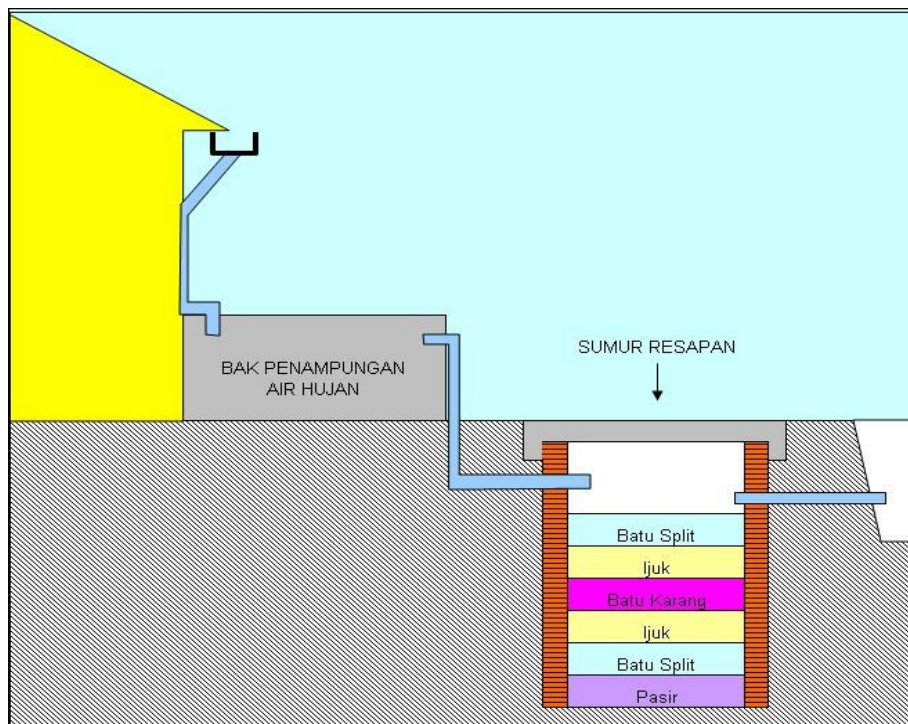 BAK PENAMPUNGAN
AIR HUJAN
SUMUR RESAPAN
Batu Split
Ijuk
Batu Karang
Ijuk
Batu Split
Pasir